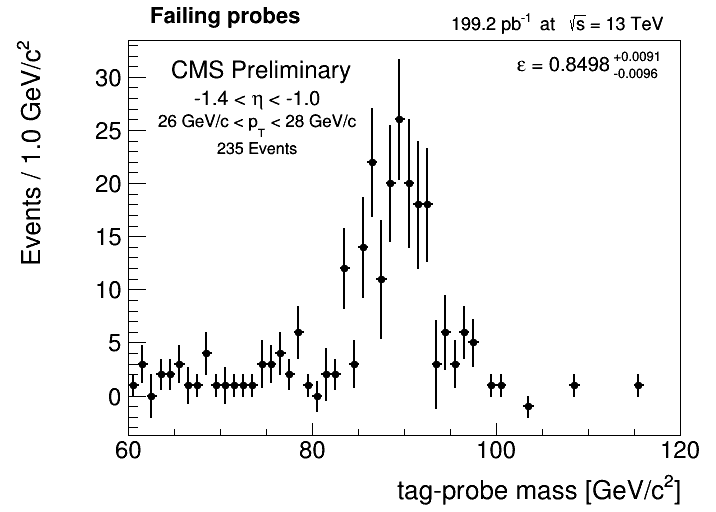 Failing probes
199.2 pb⁻¹ at √s = 13 TeV
CMS Preliminary
-1.4 < η < -1.0
26 GeV/c < p_T < 28 GeV/c
235 Events
ε = 0.8498 +0.0091 -0.0096
Events / 1.0 GeV/c²
30
25
20
15
10
5
0
60 80 100 120
tag-probe mass [GeV/c²]